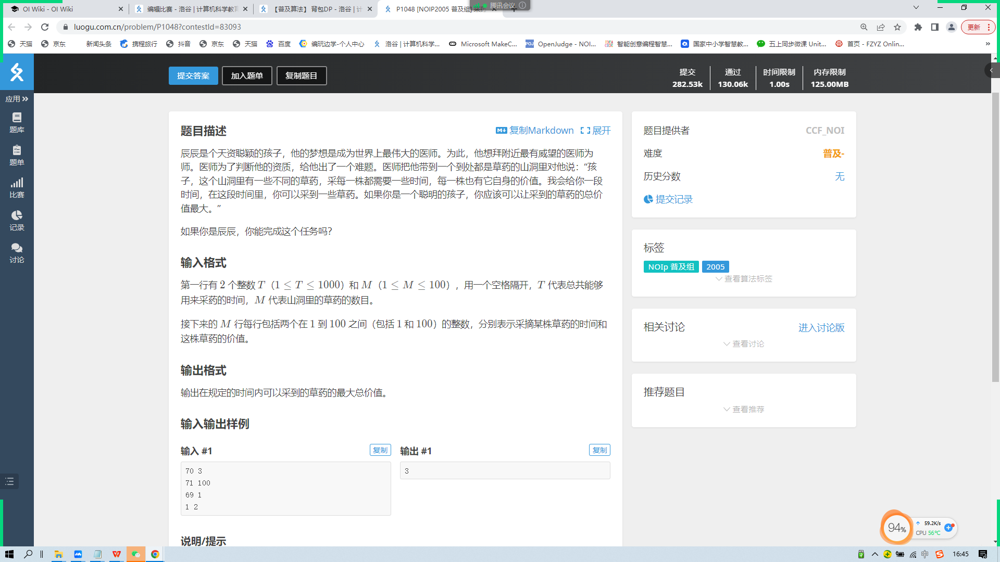 OI Wiki - OI Wiki
编辑比赛 - 洛谷 | 计算机科学教育
【普及算法】 背包DP - 洛谷 | 计
P1048 [NOIP2005 普及组]
腾讯会议
luogu.com.cn/problem/P1048?contestId=83093
更新
天猫
京东
新闻头条
携程旅行
抖音
京东
天猫
百度
编玩边学-个人中心
洛谷 | 计算机科学...
Microsoft MakeC...
OpenJudge - NOI...
智能创意编程智慧...
国家中小学智慧教...
五上同步微课 Unit...
首页 - FZYZ Onlin...
应用
题库
题单
比赛
记录
讨论
提交答案
加入题单
复制题目
提交
282.53k
通过
130.06k
时间限制
1.00s
内存限制
125.00MB
题目描述
复制Markdown
展开
辰辰是个天资聪颖的孩子，他的梦想是成为世界上最伟大的医师。为此，他想拜附近最有威望的医师为
师。医师为了判断他的资质，给他出了一个难题。医师把他带到一个到处都是草药的山洞里对他说：“孩
子，这个山洞里有一些不同的草药，采每一株都需要一些时间，每一株也有它自身的价值。我会给你一段
时间，在这段时间里，你可以采到一些草药。如果你是一个聪明的孩子，你应该可以让采到的草药的总价
值最大。”
如果你是辰辰，你能完成这个任务吗？
输入格式
第一行有 2 个整数 T（1 ≤ T ≤ 1000）和 M（1 ≤ M ≤ 100），用一个空格隔开，T 代表总共能够
用来采药的时间，M 代表山洞里的草药的数目。
接下来的 M 行每行包括两个在 1 到 100 之间（包括 1 和 100）的整数，分别表示采摘某株草药的时间和
这株草药的价值。
输出格式
输出在规定的时间内可以采到的草药的最大总价值。
输入输出样例
输入 #1
复制
70 3
71 100
69 1
1 2
输出 #1
复制
3
说明/提示
题目提供者
CCF_NOI
难度
普及-
历史分数
无
提交记录
标签
NOIp 普及组
2005
查看算法标签
相关讨论
进入讨论版
查看讨论
推荐题目
查看推荐
94%
59.2K/s
CPU 56℃
中
16:45